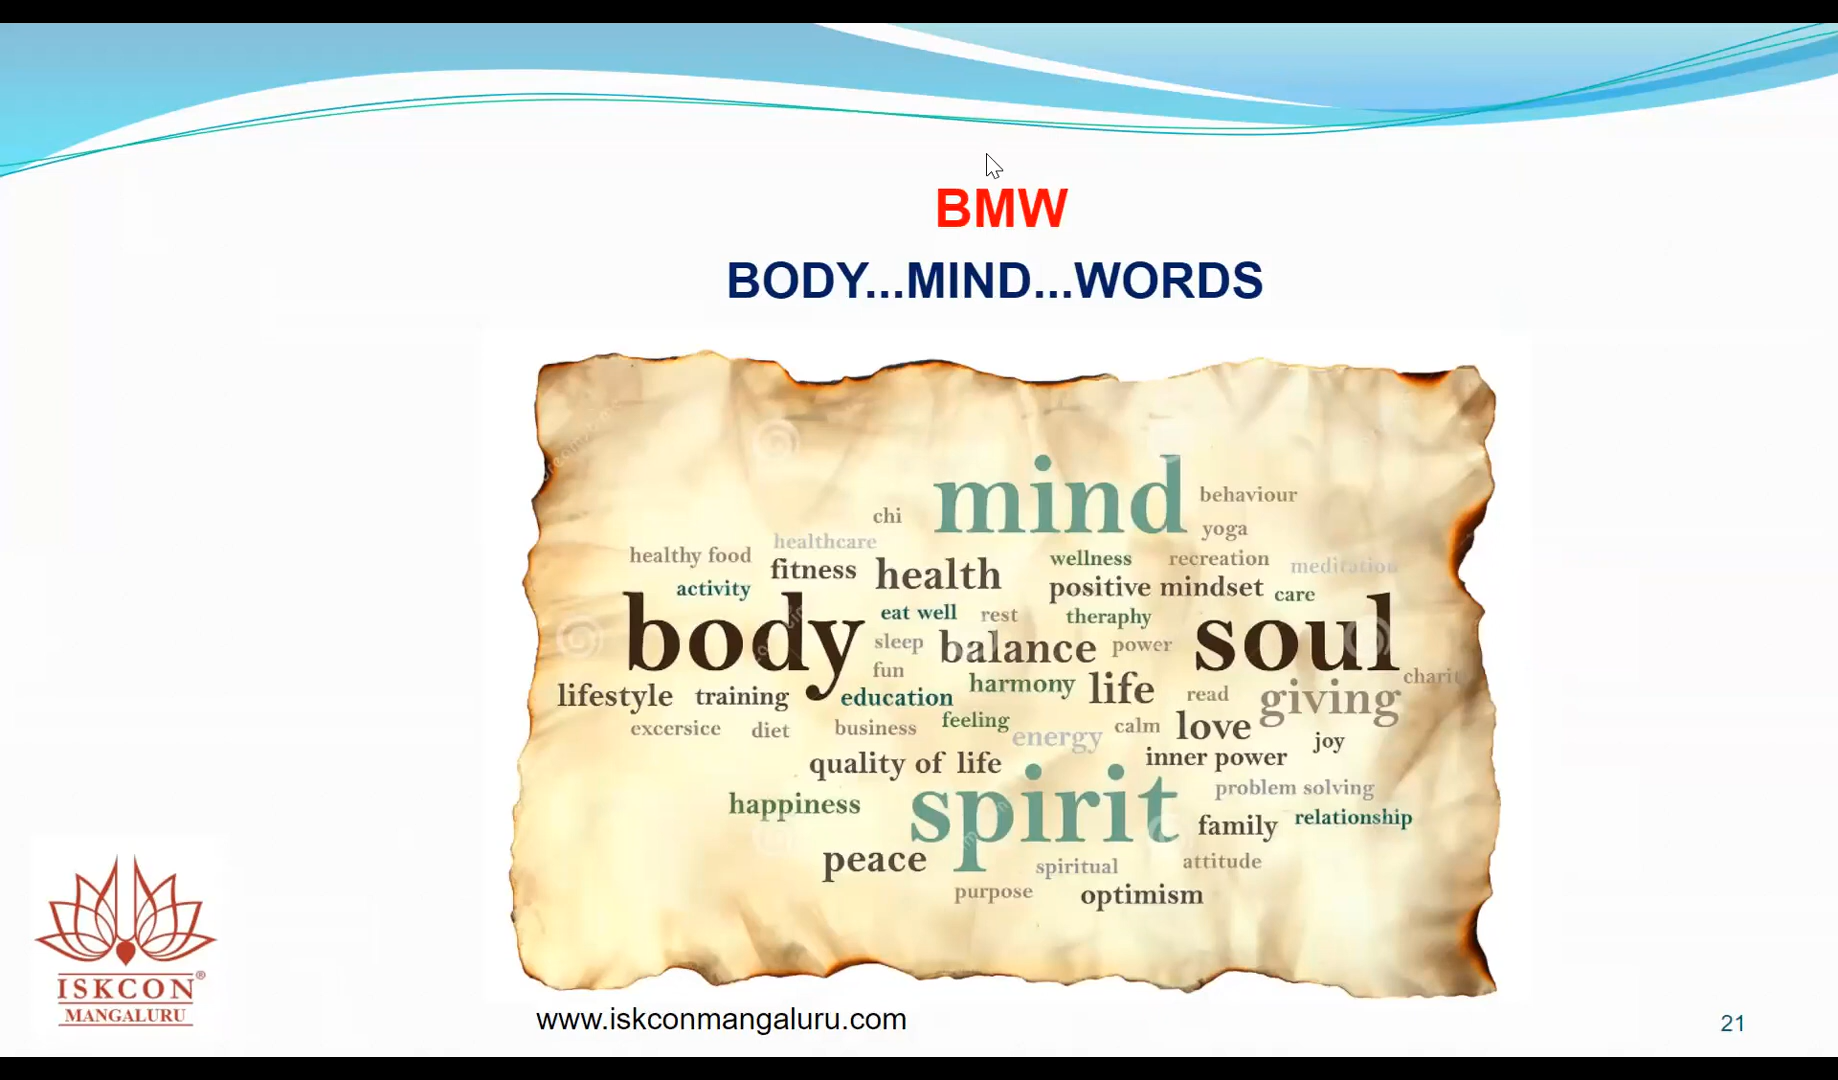 BMW
BODY...MIND...WORDS
mind
behaviour
chi
yoga
healthcare
healthy food
fitness
health
wellness
recreation
meditation
activity
positive mindset
care
body
eat well
rest
theraphy
soul
sleep
balance
power
fun
harmony
life
read
giving
lifestyle
training
education
excersice
diet
business
feeling
energy
calm
love
joy
quality of life
inner power
happiness
spirit
problem solving
family
relationship
peace
spiritual
attitude
purpose
optimism
ISKCON®
MANGALURU
www.iskconmangaluru.com
21